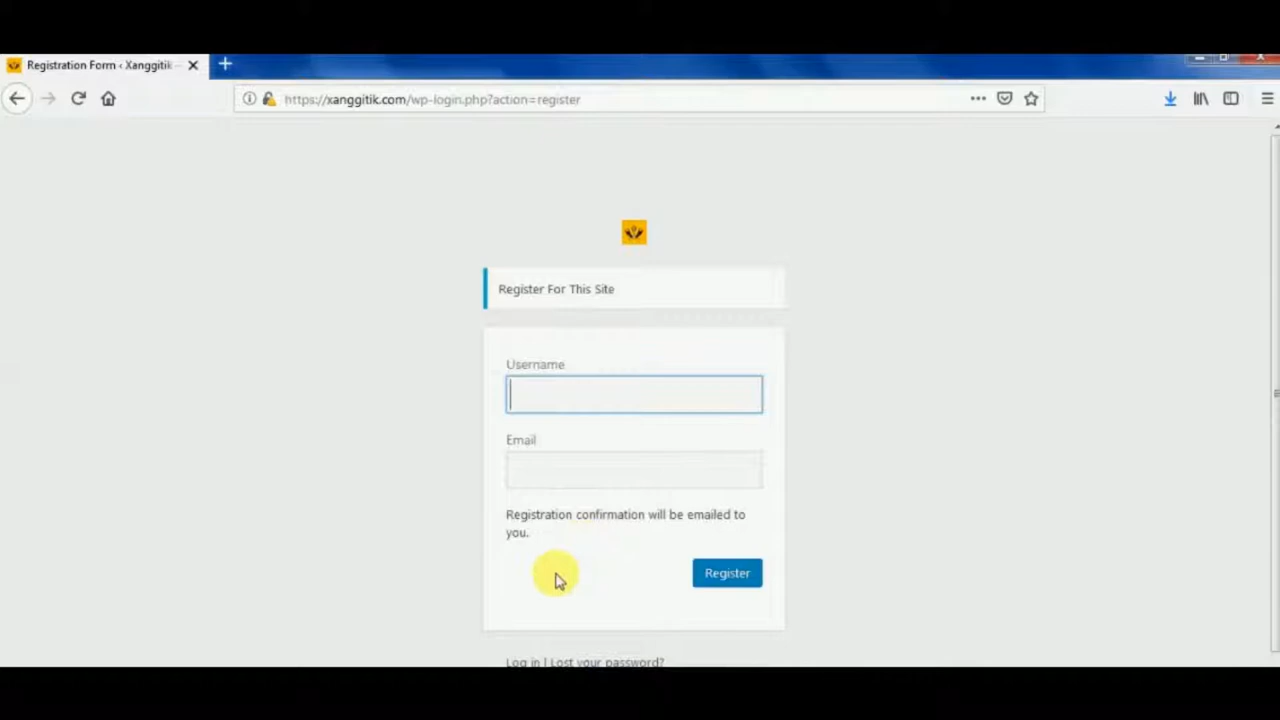 Registration Form ‹ Xanggitik —
https://xanggitik.com/wp-login.php?action=register
Register For This Site
Username
Email
Registration confirmation will be emailed to
you.
Register
Log in | Lost your password?